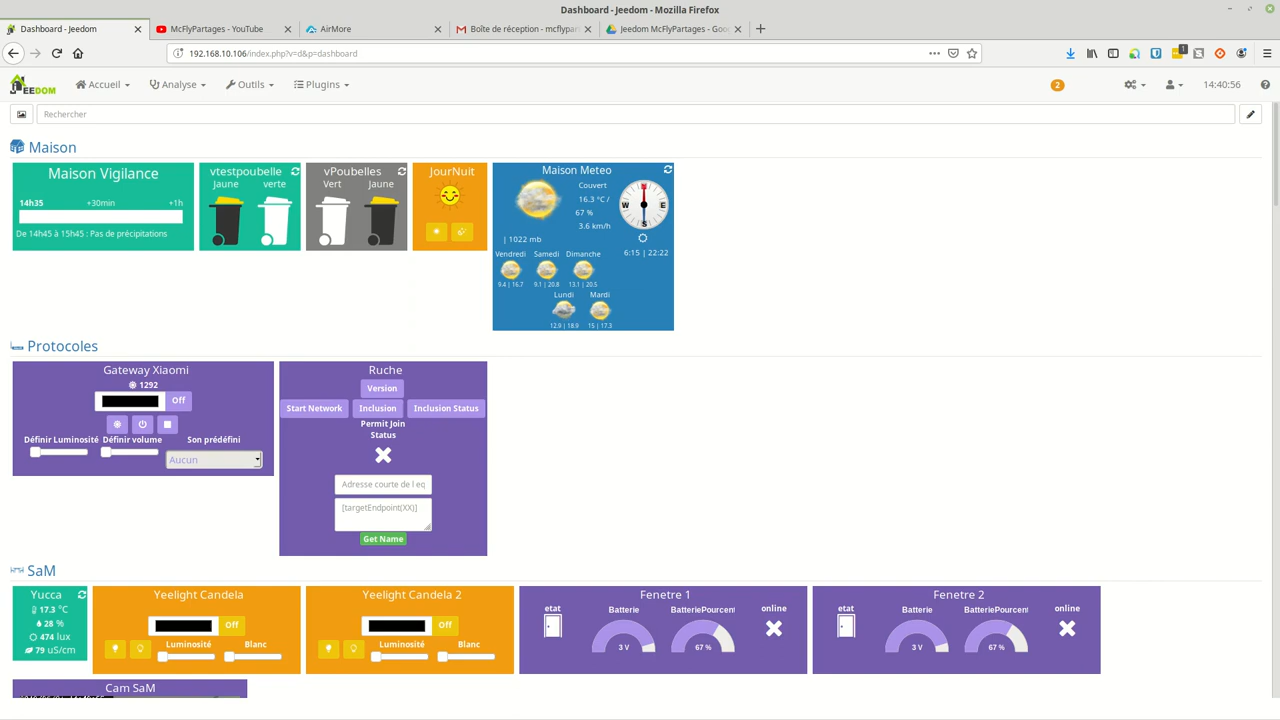 Dashboard - Jeedom - Mozilla Firefox
Dashboard - Jeedom
McFlyPartages - YouTube
AirMore
Boîte de réception - mcflypar
Jeedom McFlyPartages - Goo
192.168.10.106/index.php?v=d&p=dashboard
1
JEEDOM
Accueil
Analyse
Outils
Plugins
2
14:40:56
Rechercher
Maison
Maison Vigilance
14h35 +30min +1h
De 14h45 à 15h45 : Pas de précipitations
vtestpoubelle
Jaune verte
vPoubelles
Vert Jaune
JourNuit
Maison Meteo
Couvert
16.3 °C /
67 %
3.6 km/h
| 1022 mb
N
W E
S
6:15 | 22:22
Vendredi Samedi Dimanche
9.4 | 16.7 9.1 | 20.8 13.1 | 20.5
Lundi Mardi
12.9 | 18.9 15 | 17.3
Protocoles
Gateway Xiaomi
1292
Off
Définir Luminosité Définir volume Son prédéfini
Aucun
Ruche
Version
Start Network Inclusion Inclusion Status
Permit Join
Status
Adresse courte de l eq
[targetEndpoint(XX)]
Get Name
SaM
Yucca
17.3 °C
28 %
474 lux
79 uS/cm
Yeelight Candela
Off
Luminosité Blanc
Yeelight Candela 2
Off
Luminosité Blanc
Fenetre 1
etat Batterie BatteriePourcent online
3 V 67 %
Fenetre 2
etat Batterie BatteriePourcent online
3 V 67 %
Cam SaM